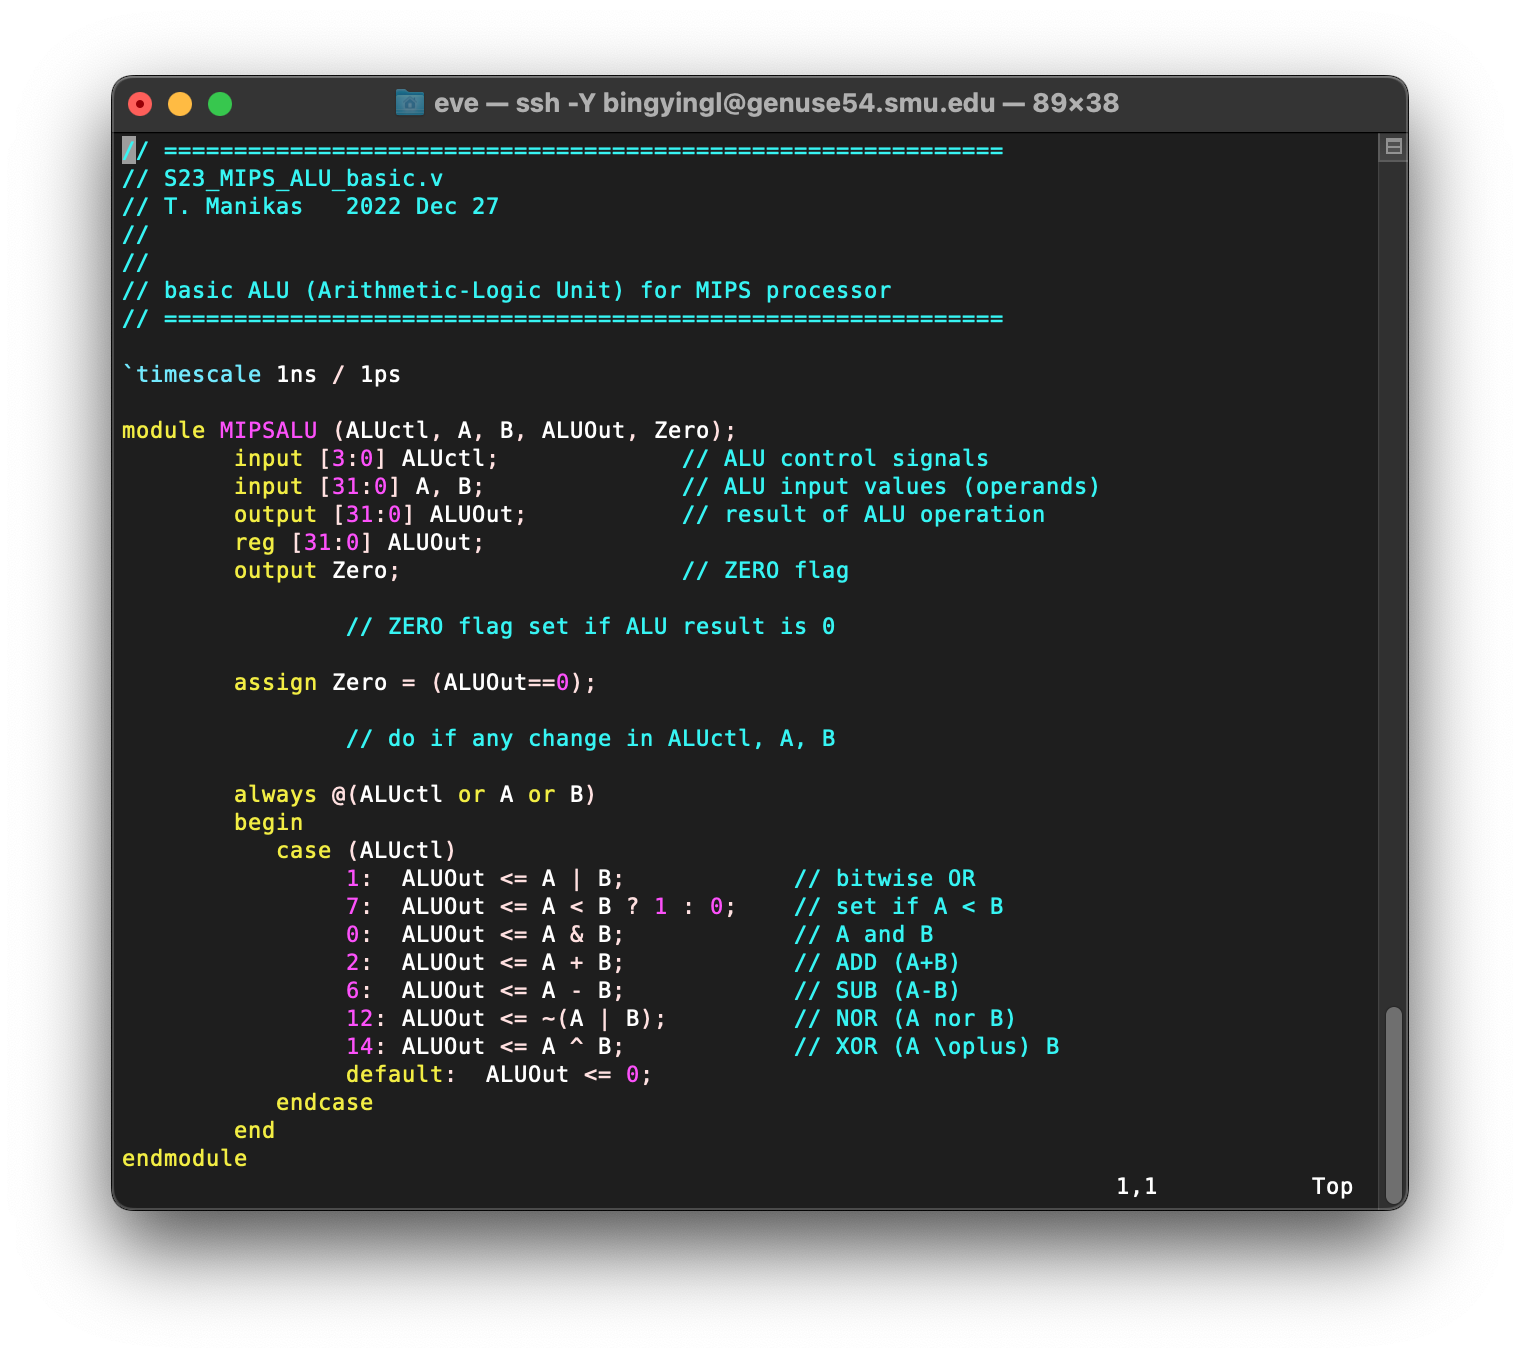 eve — ssh -Y bingyingl@genuse54.smu.edu — 89×38
// ============================================================
// S23_MIPS_ALU_basic.v
// T. Manikas   2022 Dec 27
//
//
// basic ALU (Arithmetic-Logic Unit) for MIPS processor
// ============================================================
`timescale 1ns / 1ps
module MIPSALU (ALUctl, A, B, ALUOut, Zero);
        input [3:0] ALUctl;             // ALU control signals
        input [31:0] A, B;              // ALU input values (operands)
        output [31:0] ALUOut;           // result of ALU operation
        reg [31:0] ALUOut;
        output Zero;                    // ZERO flag
                // ZERO flag set if ALU result is 0
        assign Zero = (ALUOut==0);
                // do if any change in ALUctl, A, B
        always @(ALUctl or A or B)
        begin
           case (ALUctl)
                1:  ALUOut <= A | B;            // bitwise OR
                7:  ALUOut <= A < B ? 1 : 0;    // set if A < B
                0:  ALUOut <= A & B;            // A and B
                2:  ALUOut <= A + B;            // ADD (A+B)
                6:  ALUOut <= A - B;            // SUB (A-B)
                12: ALUOut <= ~(A | B);         // NOR (A nor B)
                14: ALUOut <= A ^ B;            // XOR (A \oplus) B
                default:  ALUOut <= 0;
           endcase
        end
endmodule
1,1           Top